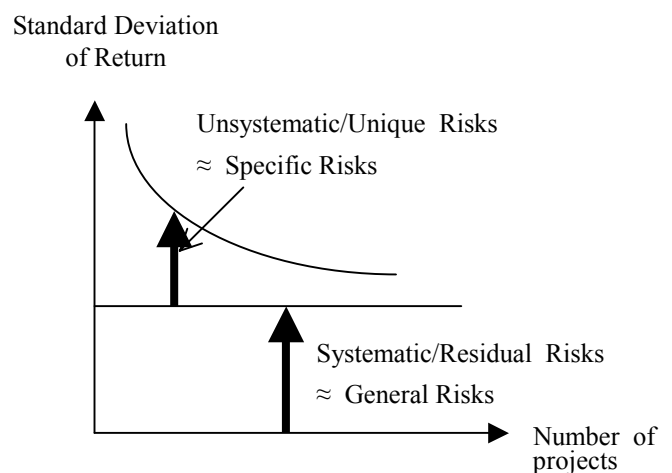 Standard Deviation
of Return
Unsystematic/Unique Risks
≈ Specific Risks
Systematic/Residual Risks
≈ General Risks
Number of
projects